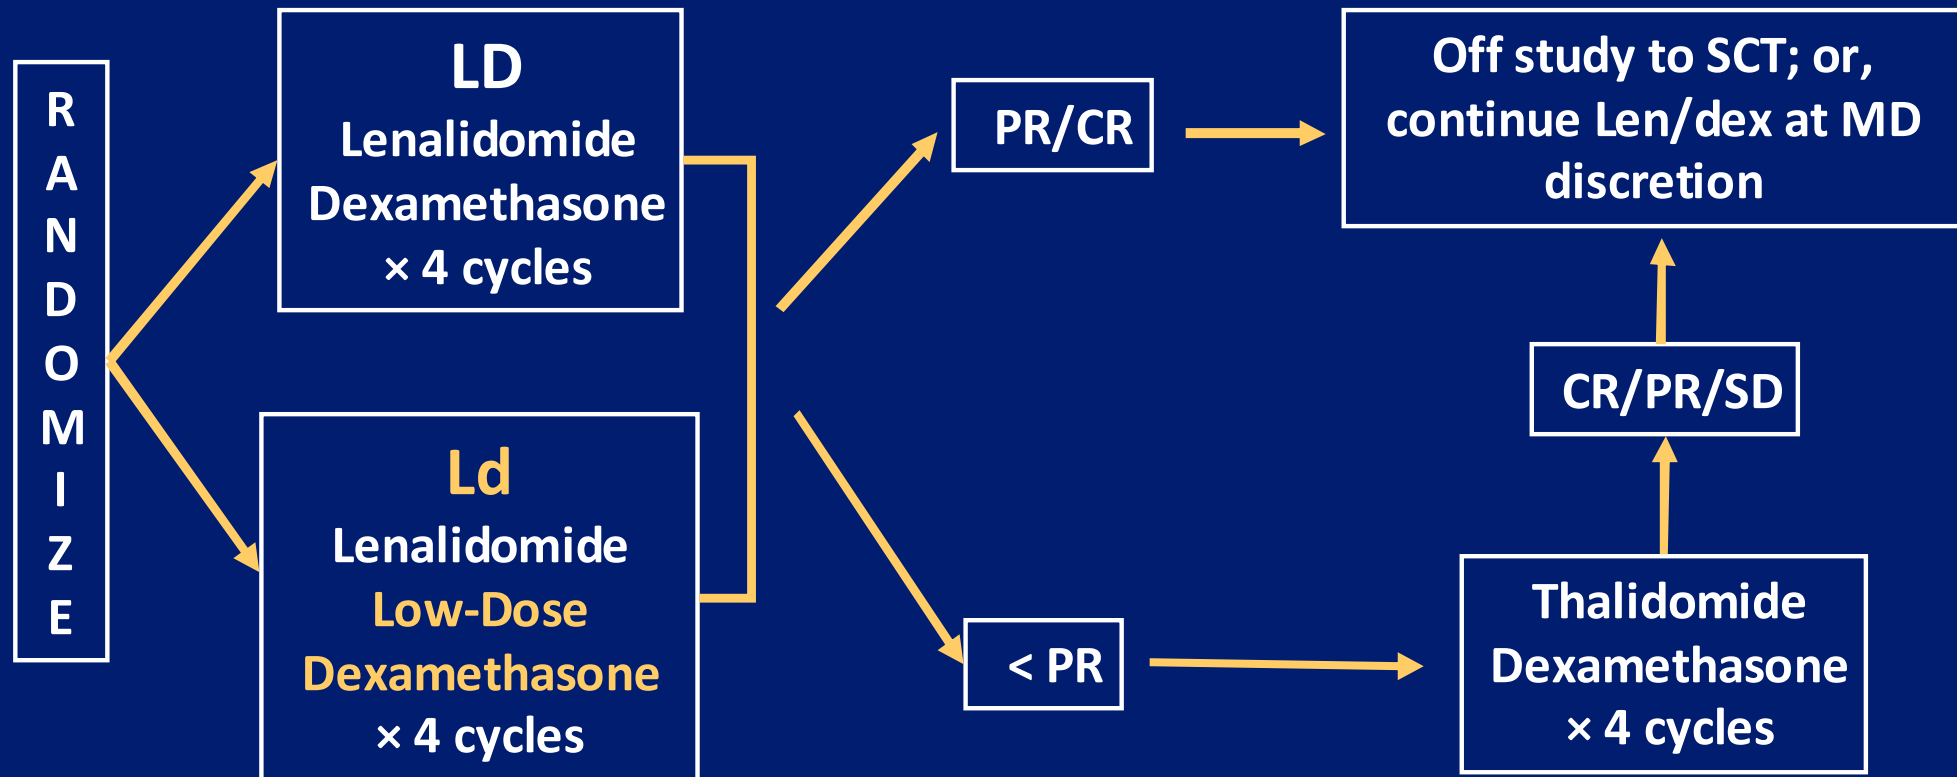 RANDOMIZE
LD
Lenalidomide
Dexamethasone
× 4 cycles
Ld
Lenalidomide
Low-Dose
Dexamethasone
× 4 cycles
PR/CR
< PR
Off study to SCT; or,
continue Len/dex at MD
discretion
CR/PR/SD
Thalidomide
Dexamethasone
× 4 cycles